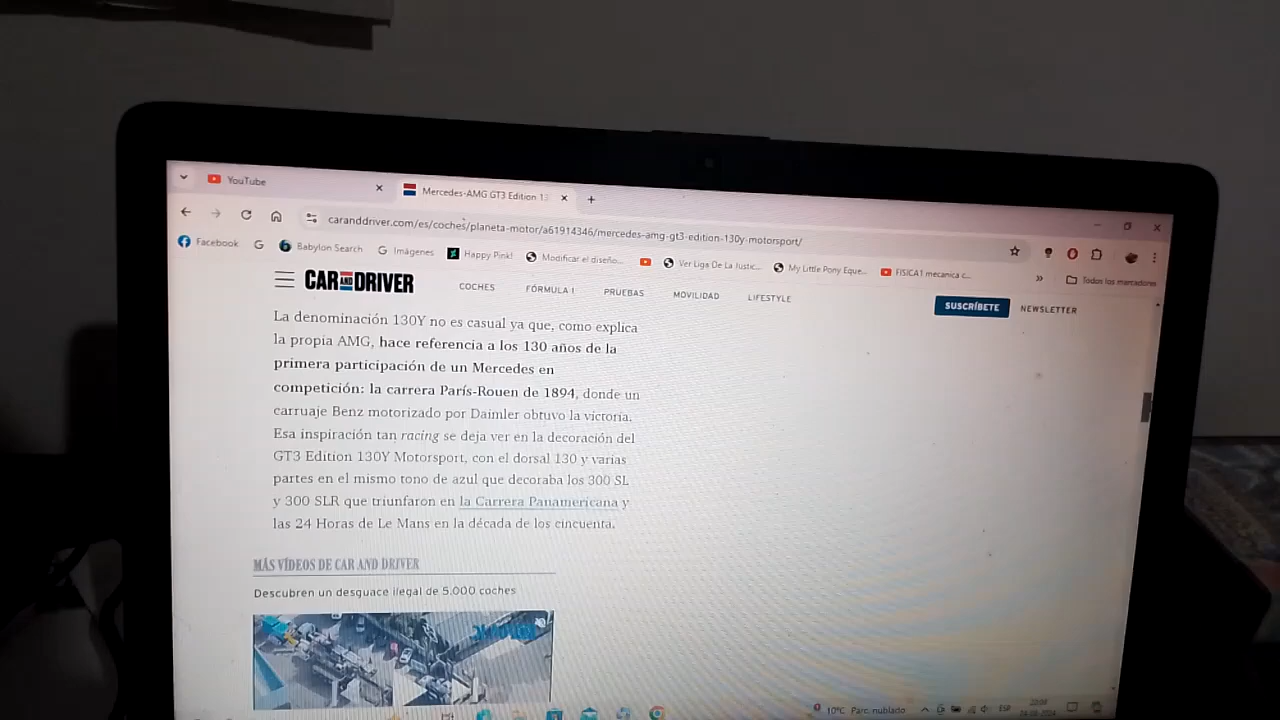 YouTube
Mercedes-AMG GT3 Edition 13
caranddriver.com/es/coches/planeta-motor/a61914346/mercedes-amg-gt3-edition-130y-motorsport/
Facebook
Babylon Search
Imágenes
Happy Pink!
Modificar el diseño...
Ver Liga De La Justic...
My Little Pony Eque...
FISICA1 mecanica c...
»
Todos los marcadores
CAR AND DRIVER
COCHES
FÓRMULA 1
PRUEBAS
MOVILIDAD
LIFESTYLE
SUSCRÍBETE
NEWSLETTER
La denominación 130Y no es casual ya que, como explica
la propia AMG, hace referencia a los 130 años de la
primera participación de un Mercedes en
competición: la carrera París-Rouen de 1894, donde un
carruaje Benz motorizado por Daimler obtuvo la victoria.
Esa inspiración tan racing se deja ver en la decoración del
GT3 Edition 130Y Motorsport, con el dorsal 130 y varias
partes en el mismo tono de azul que decoraba los 300 SL
y 300 SLR que triunfaron en la Carrera Panamericana y
las 24 Horas de Le Mans en la década de los cincuenta.
MÁS VÍDEOS DE CAR AND DRIVER
Descubren un desguace ilegal de 5.000 coches
10°C Parc. nublado
ESP